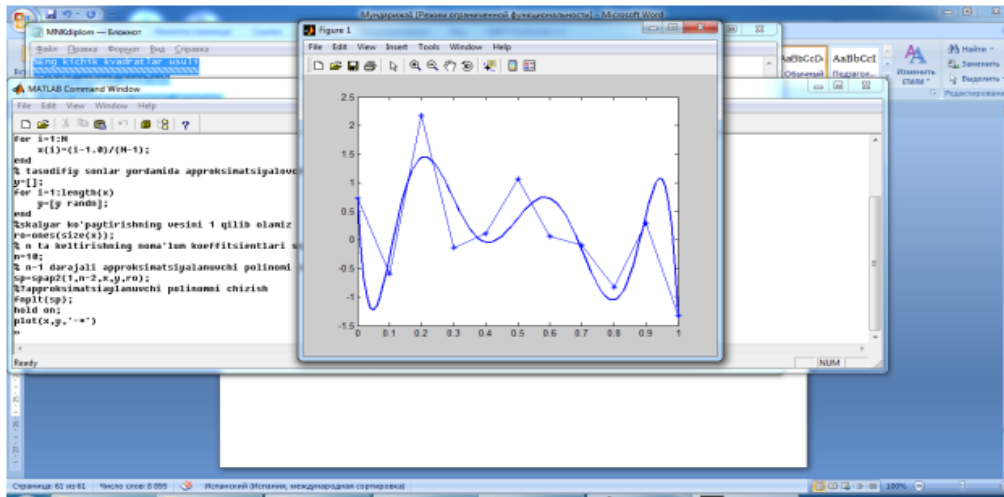 Мундарижа1 [Режим ограниченной функциональности] - Microsoft Word
MNKdiplom — Блокнот
Файл Правка Формат Вид Справка
%eng kichik kvadratlar usuli
AaBbCcDc AaBbCcI
Обычный Подзагол...
Изменить стили
Найти
Заменить
Выделить
Редактирование
MATLAB Command Window
File Edit View Window Help
for i=1:N
x(i)=(i-1.0)/(N-1);
end
% tasodifiy sonlar yordamida approksimatsiyalovc
y=[];
for i=1:length(x)
y=[y randn];
end
%skalyar ko'paytirishning vesini 1 qilib olamiz
ro=ones(size(x));
% n ta keltirishning noma'lum koeffitsientlari s
n=10;
% n-1 darajali approksimatsiyalanuvchi polinomi
sp=spap2(1,n-2,x,y,ro);
%?approksimatsiaylanuvchi polinomni chizish
fnplt(sp);
hold on;
plot(x,y,'-*')
»
Ready
NUM
Figure 1
File Edit View Insert Tools Window Help
2.5
2
1.5
1
0.5
0
-0.5
-1
-1.5
0 0.1 0.2 0.3 0.4 0.5 0.6 0.7 0.8 0.9 1
Страница: 61 из 61 Число слов: 8 895 Испанский (Испания, международная сортировка) 100%